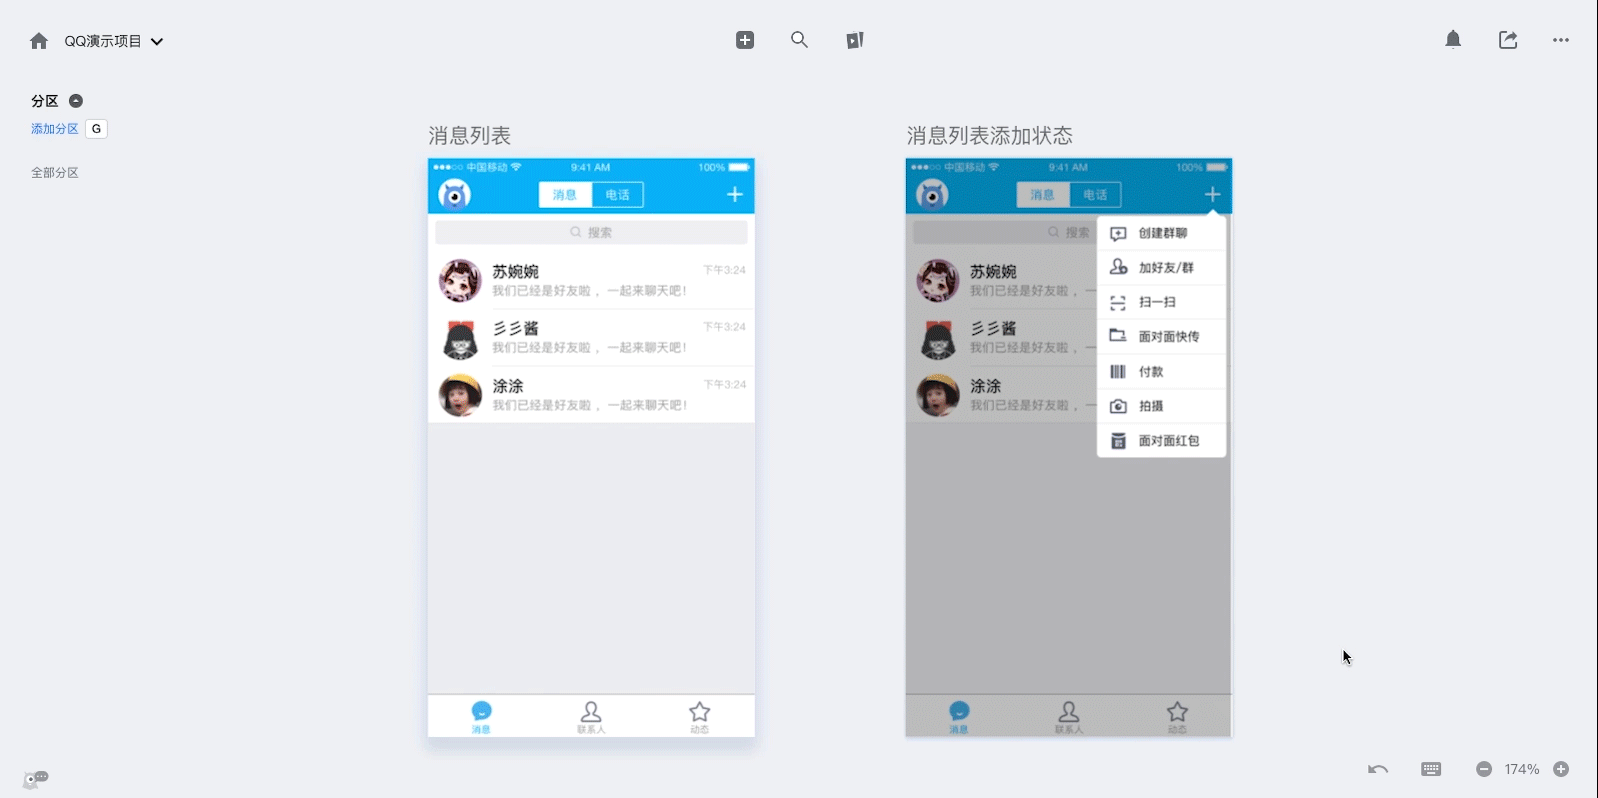 QQ演示项目
分区
添加分区 G
全部分区
消息列表
中国移动 9:41 AM 100%
消息 电话
搜索
苏婉婉 下午3:24
我们已经是好友啦，一起来聊天吧！
彡彡酱 下午3:24
我们已经是好友啦，一起来聊天吧！
涂涂 下午3:24
我们已经是好友啦，一起来聊天吧！
消息 联系人 动态
消息列表添加状态
中国移动 9:41 AM 100%
消息 电话
搜索
苏婉婉
我们已经是好友啦，一
彡彡酱
我们已经是好友啦，一
涂涂
我们已经是好友啦，一
创建群聊
加好友/群
扫一扫
面对面快传
付款
拍摄
面对面红包
消息 联系人 动态
174%